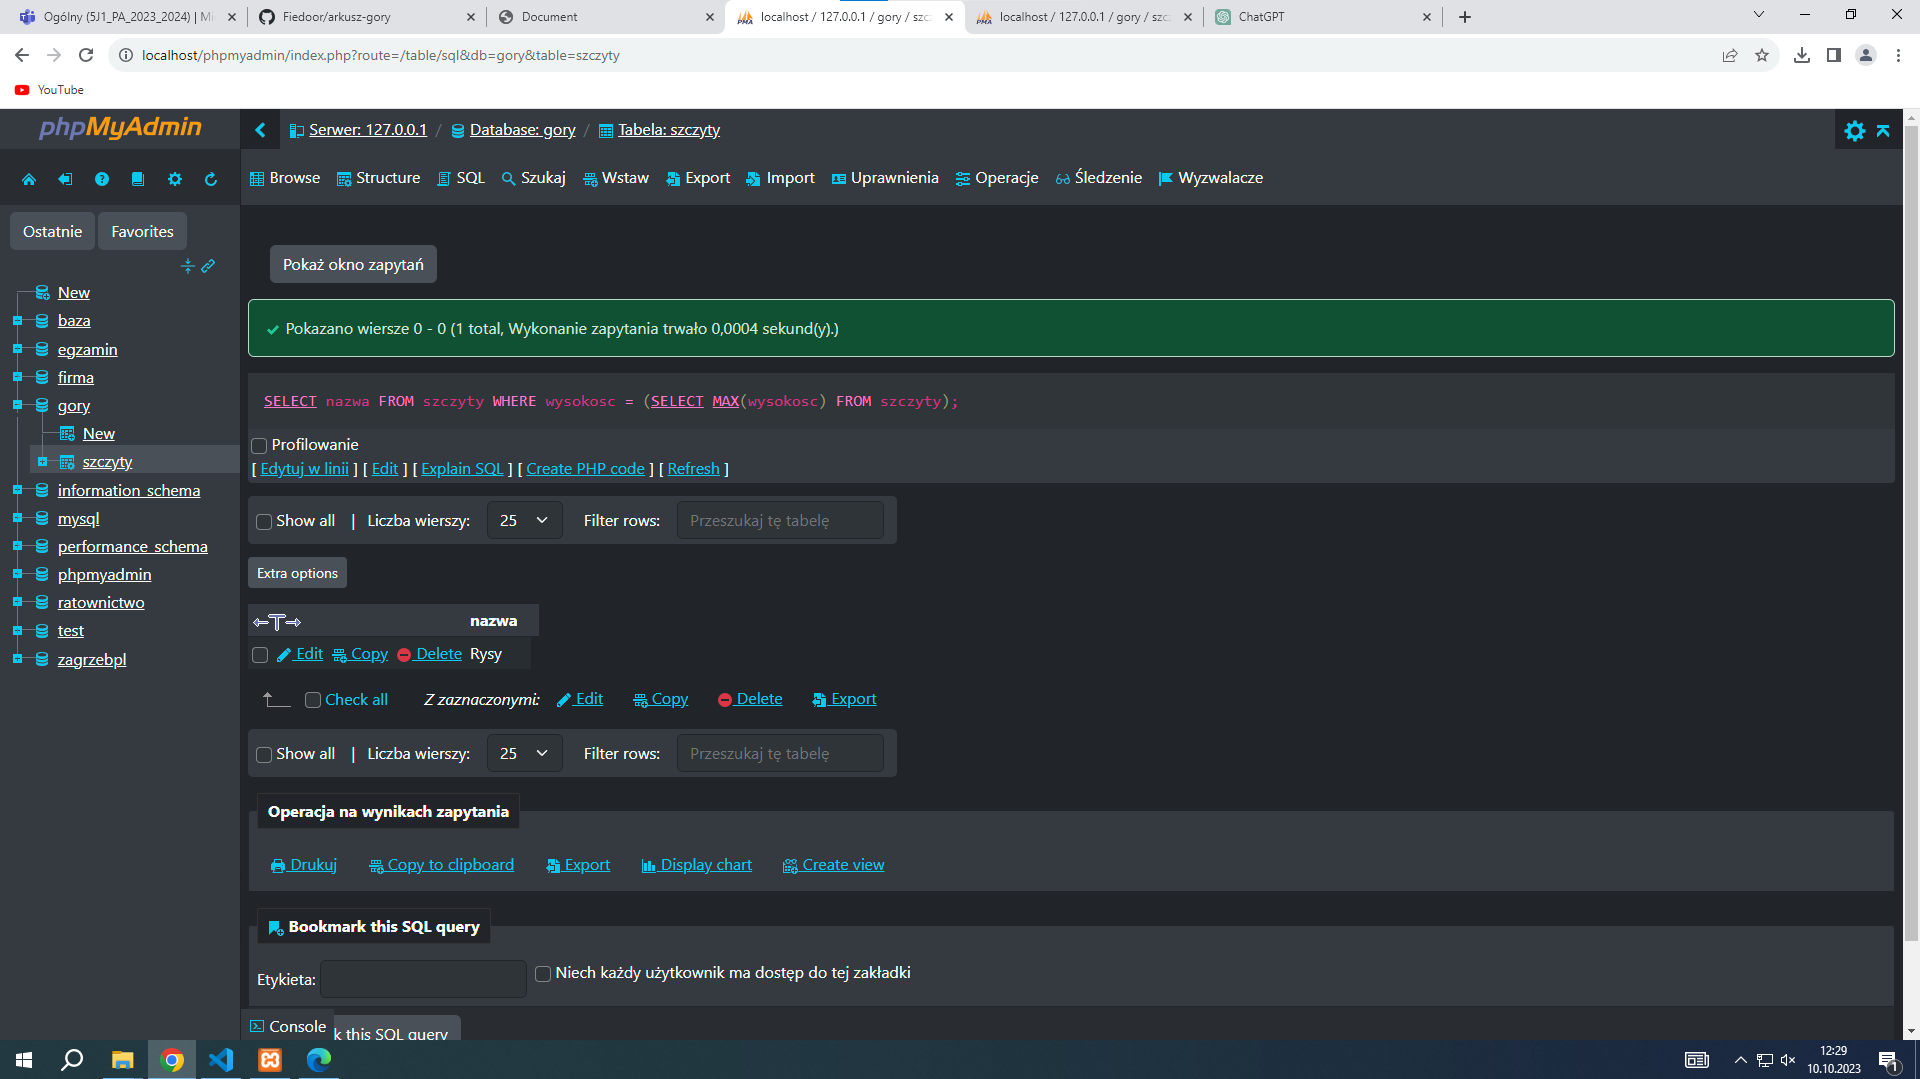 Ogólny (5J1_PA_2023_2024) | Mi
Fiedoor/arkusz-gory
Document
localhost / 127.0.0.1 / gory / szcz
localhost / 127.0.0.1 / gory / szcz
ChatGPT
localhost/phpmyadmin/index.php?route=/table/sql&db=gory&table=szczyty
YouTube
phpMyAdmin
Serwer: 127.0.0.1 / Database: gory / Tabela: szczyty
Browse Structure SQL Szukaj Wstaw Export Import Uprawnienia Operacje Śledzenie Wyzwalacze
Ostatnie Favorites
New
baza
egzamin
firma
gory
New
szczyty
information_schema
mysql
performance_schema
phpmyadmin
ratownictwo
test
zagrzebpl
Pokaż okno zapytań
Pokazano wiersze 0 - 0 (1 total, Wykonanie zapytania trwało 0,0004 sekund(y).)
SELECT nazwa FROM szczyty WHERE wysokosc = (SELECT MAX(wysokosc) FROM szczyty);
Profilowanie
[ Edytuj w linii ] [ Edit ] [ Explain SQL ] [ Create PHP code ] [ Refresh ]
Show all | Liczba wierszy: 25 Filter rows: Przeszukaj tę tabelę
Extra options
←T→ nazwa
Edit Copy Delete Rysy
Check all Z zaznaczonymi: Edit Copy Delete Export
Show all | Liczba wierszy: 25 Filter rows: Przeszukaj tę tabelę
Operacja na wynikach zapytania
Drukuj Copy to clipboard Export Display chart Create view
Bookmark this SQL query
Etykieta: Niech każdy użytkownik ma dostęp do tej zakładki
Console
k this SQL query
12:29
10.10.2023
1